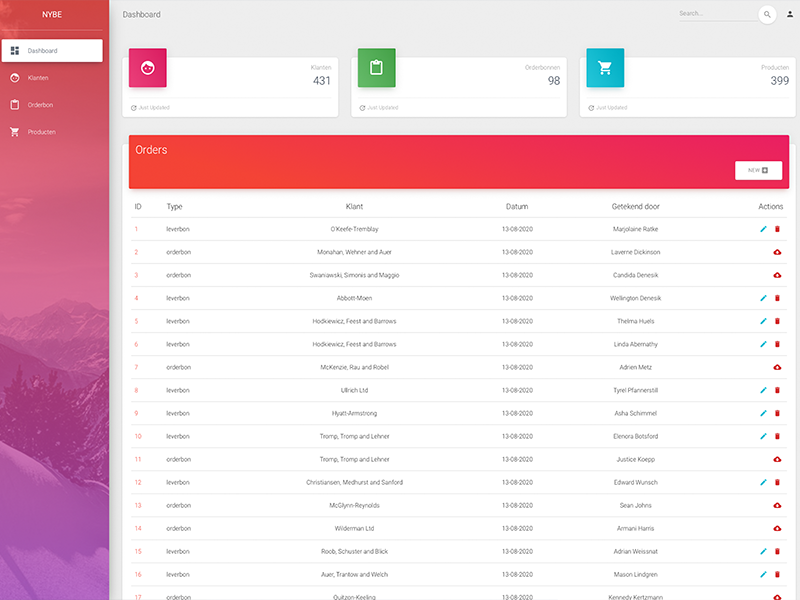 NYBE
Dashboard
Klanten
Orderbon
Producten
Dashboard
Search...
Klanten
431
Just Updated
Orderbonnen
98
Just Updated
Producten
399
Just Updated
Orders
NEW
ID Type Klant Datum Getekend door Actions
1 leverbon O'Keefe-Tremblay 13-08-2020 Marjolaine Ratke
2 orderbon Monahan, Wehner and Auer 13-08-2020 Laverne Dickinson
3 orderbon Swaniawski, Simonis and Maggio 13-08-2020 Candida Denesik
4 leverbon Abbott-Moen 13-08-2020 Wellington Denesik
5 leverbon Hodkiewicz, Feest and Barrows 13-08-2020 Thelma Huels
6 leverbon Hodkiewicz, Feest and Barrows 13-08-2020 Linda Abernathy
7 orderbon McKenzie, Rau and Robel 13-08-2020 Adrien Metz
8 leverbon Ullrich Ltd 13-08-2020 Tyrel Pfannerstill
9 leverbon Hyatt-Armstrong 13-08-2020 Asha Schimmel
10 leverbon Tromp, Tromp and Lehner 13-08-2020 Elenora Botsford
11 orderbon Tromp, Tromp and Lehner 13-08-2020 Justice Koepp
12 leverbon Christiansen, Medhurst and Sanford 13-08-2020 Edward Wunsch
13 orderbon McGlynn-Reynolds 13-08-2020 Sean Johns
14 orderbon Wilderman Ltd 13-08-2020 Armani Harris
15 leverbon Roob, Schuster and Blick 13-08-2020 Adrian Weissnat
16 leverbon Auer, Trantow and Welch 13-08-2020 Mason Lindgren
17 orderbon Quitzon-Keeling 13-08-2020 Kennedy Kertzmann